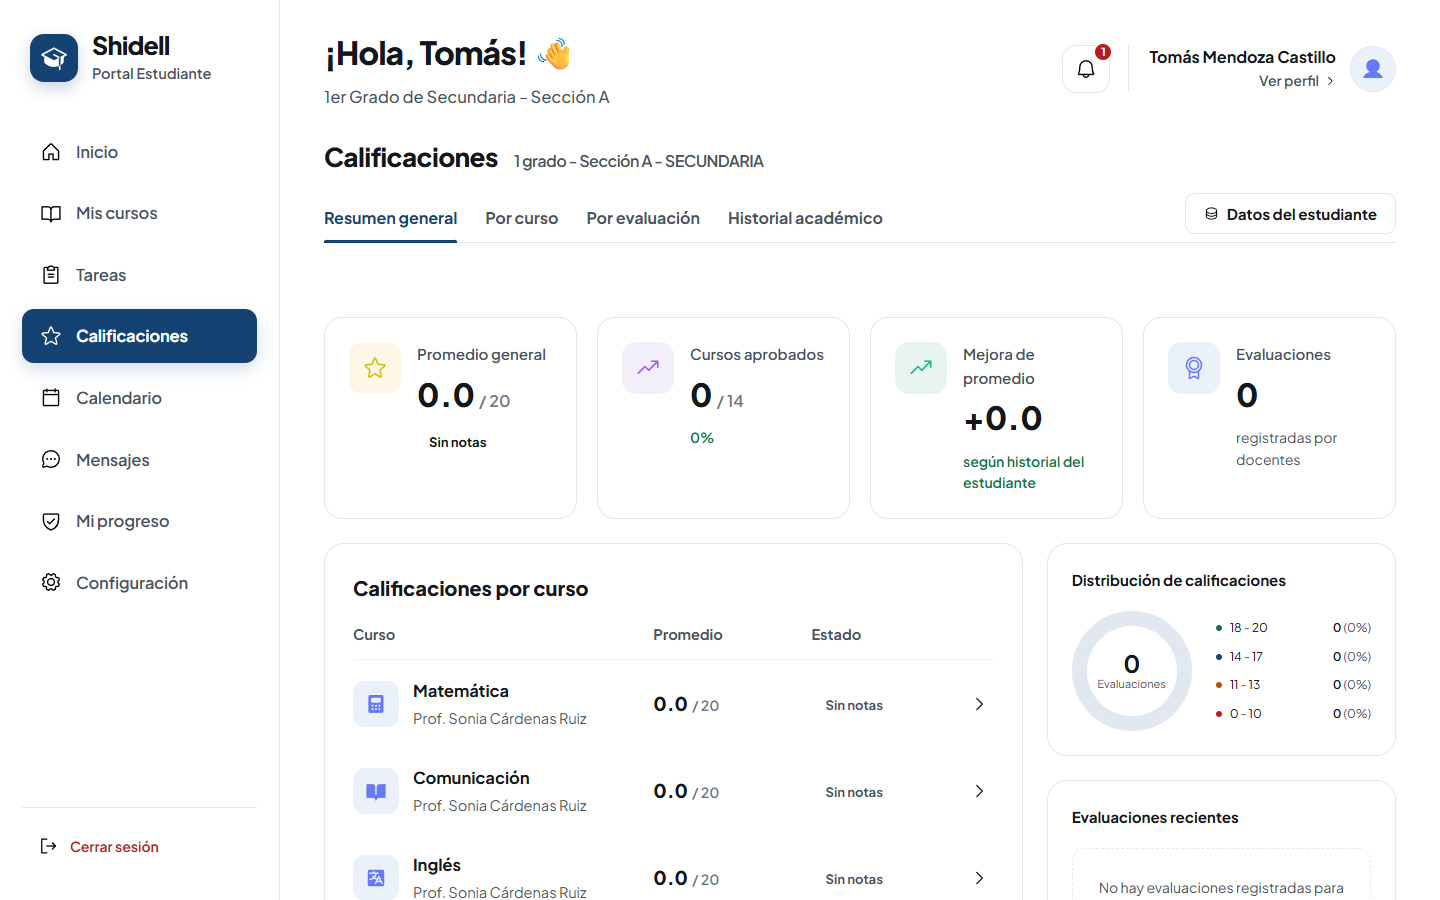 Shidell
Portal Estudiante
Inicio
Mis cursos
Tareas
Calificaciones
Calendario
Mensajes
Mi progreso
Configuración
Cerrar sesión
¡Hola, Tomás! 👋
1er Grado de Secundaria - Sección A
1
Tomás Mendoza Castillo
Ver perfil
Calificaciones 1 grado - Sección A - SECUNDARIA
Resumen general Por curso Por evaluación Historial académico
Datos del estudiante
Promedio general
0.0 / 20
Sin notas
Cursos aprobados
0 / 14
0%
Mejora de
promedio
+0.0
según historial del
estudiante
Evaluaciones
0
registradas por
docentes
Calificaciones por curso
Curso Promedio Estado
Matemática
Prof. Sonia Cárdenas Ruiz
0.0 / 20
Sin notas
Comunicación
Prof. Sonia Cárdenas Ruiz
0.0 / 20
Sin notas
Inglés
Prof. Sonia Cárdenas Ruiz
0.0 / 20
Sin notas
Distribución de calificaciones
0
Evaluaciones
18 - 20 0 (0%)
14 - 17 0 (0%)
11 - 13 0 (0%)
0 - 10 0 (0%)
Evaluaciones recientes
No hay evaluaciones registradas para